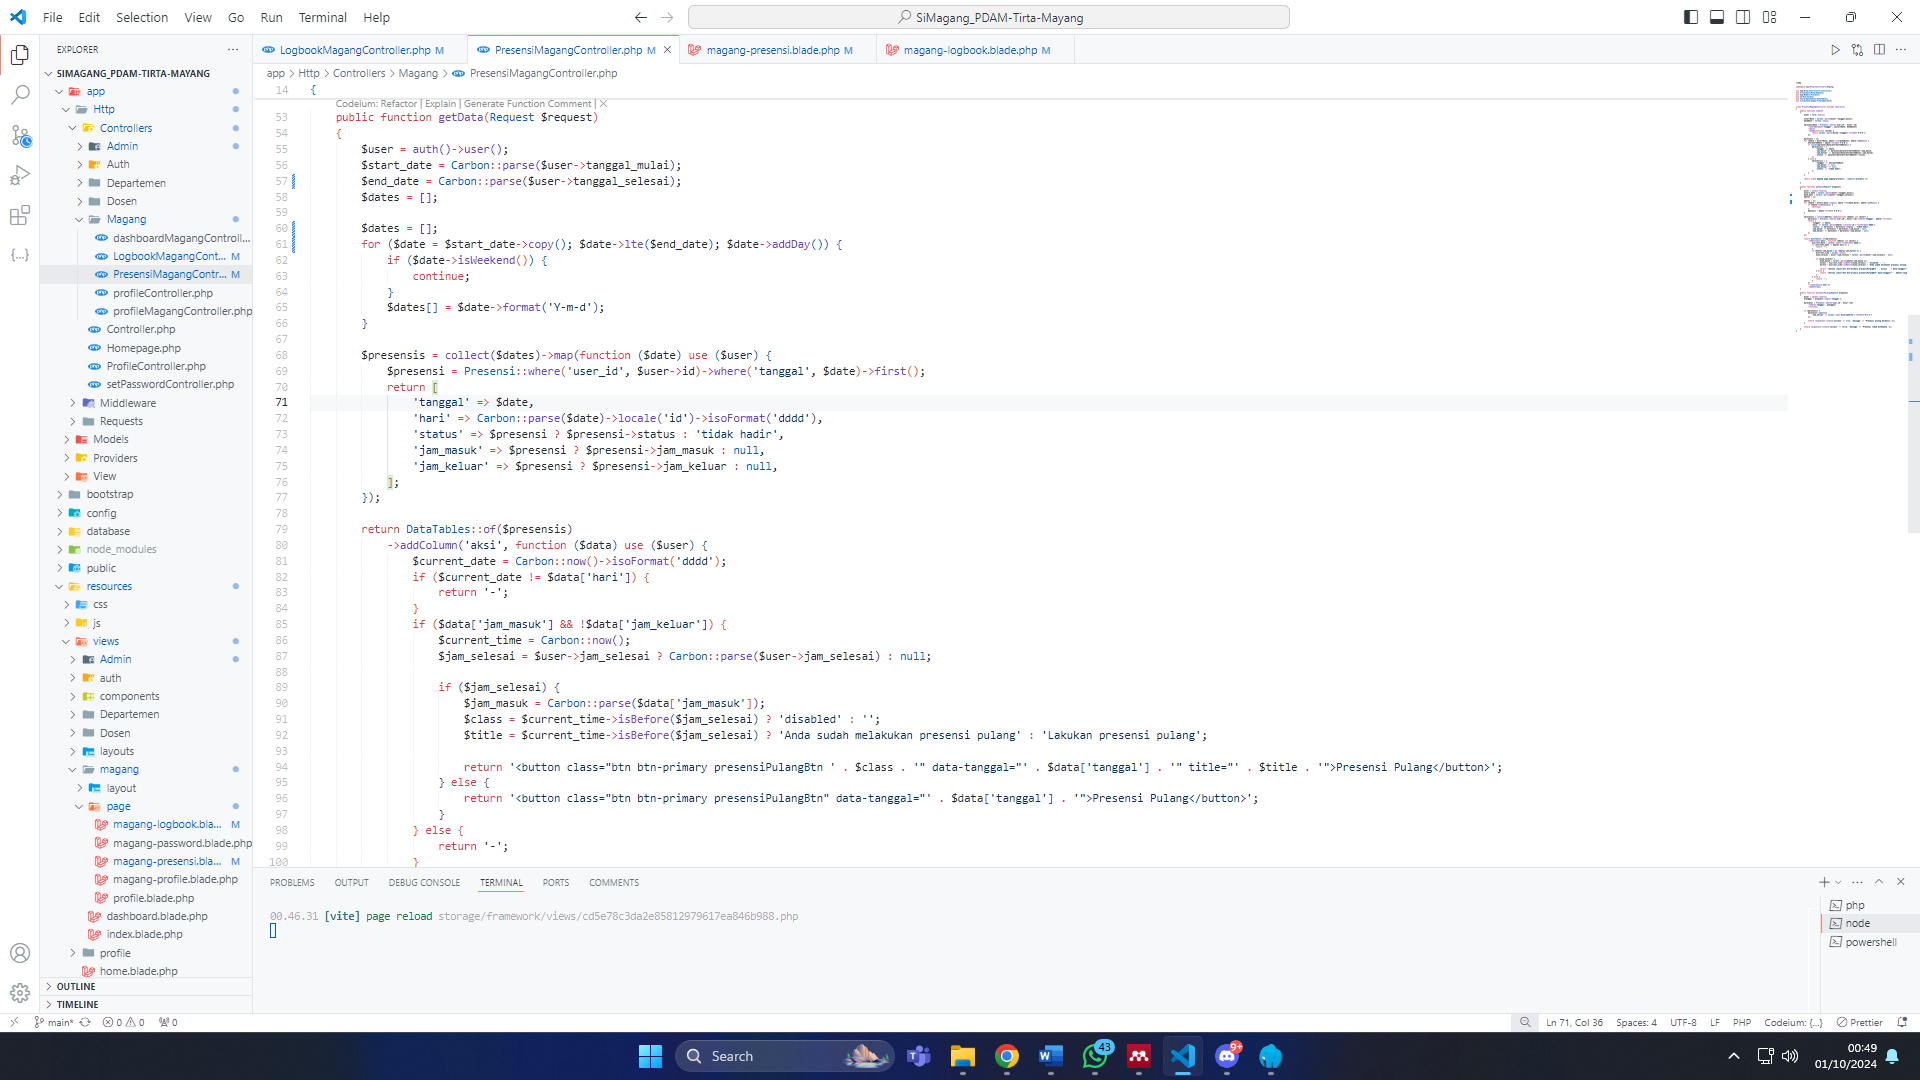 File Edit Selection View Go Run Terminal Help
SiMagang_PDAM-Tirta-Mayang
EXPLORER
SIMAGANG_PDAM-TIRTA-MAYANG
app
Http
Controllers
Admin
Auth
Departemen
Dosen
Magang
dashboardMagangControll...
LogbookMagangCont... M
PresensiMagangContr... M
profileController.php
profileMagangController.php
Controller.php
Homepage.php
ProfileController.php
setPasswordController.php
Middleware
Requests
Models
Providers
View
bootstrap
config
database
node_modules
public
resources
css
js
views
Admin
auth
components
Departemen
Dosen
layouts
magang
layout
page
magang-logbook.bla... M
magang-password.blade.php
magang-presensi.bla... M
magang-profile.blade.php
profile.blade.php
dashboard.blade.php
index.blade.php
profile
home.blade.php
OUTLINE
TIMELINE
LogbookMagangController.php M
PresensiMagangController.php M
magang-presensi.blade.php M
magang-logbook.blade.php M
app > Http > Controllers > Magang > PresensiMagangController.php
14 {
Codeium: Refactor | Explain | Generate Function Comment | ×
53 public function getData(Request $request)
54 {
55 $user = auth()->user();
56 $start_date = Carbon::parse($user->tanggal_mulai);
57 $end_date = Carbon::parse($user->tanggal_selesai);
58 $dates = [];
59
60 $dates = [];
61 for ($date = $start_date->copy(); $date->lte($end_date); $date->addDay()) {
62 if ($date->isWeekend()) {
63 continue;
64 }
65 $dates[] = $date->format('Y-m-d');
66 }
67
68 $presensis = collect($dates)->map(function ($date) use ($user) {
69 $presensi = Presensi::where('user_id', $user->id)->where('tanggal', $date)->first();
70 return [
71 'tanggal' => $date,
72 'hari' => Carbon::parse($date)->locale('id')->isoFormat('dddd'),
73 'status' => $presensi ? $presensi->status : 'tidak hadir',
74 'jam_masuk' => $presensi ? $presensi->jam_masuk : null,
75 'jam_keluar' => $presensi ? $presensi->jam_keluar : null,
76 ];
77 });
78
79 return DataTables::of($presensis)
80 ->addColumn('aksi', function ($data) use ($user) {
81 $current_date = Carbon::now()->isoFormat('dddd');
82 if ($current_date != $data['hari']) {
83 return '-';
84 }
85 if ($data['jam_masuk'] && !$data['jam_keluar']) {
86 $current_time = Carbon::now();
87 $jam_selesai = $user->jam_selesai ? Carbon::parse($user->jam_selesai) : null;
88
89 if ($jam_selesai) {
90 $jam_masuk = Carbon::parse($data['jam_masuk']);
91 $class = $current_time->isBefore($jam_selesai) ? 'disabled' : '';
92 $title = $current_time->isBefore($jam_selesai) ? 'Anda sudah melakukan presensi pulang' : 'Lakukan presensi pulang';
93
94 return '<button class="btn btn-primary presensiPulangBtn ' . $class . '" data-tanggal="' . $data['tanggal'] . '" title="' . $title . '">Presensi Pulang</button>';
95 } else {
96 return '<button class="btn btn-primary presensiPulangBtn" data-tanggal="' . $data['tanggal'] . '">Presensi Pulang</button>';
97 }
98 } else {
99 return '-';
100 }
PROBLEMS OUTPUT DEBUG CONSOLE TERMINAL PORTS COMMENTS
00.46.31 [vite] page reload storage/framework/views/cd5e78c3da2e85812979617ea846b988.php
php
node
powershell
main* 0 0 0
Ln 71, Col 36 Spaces: 4 UTF-8 LF PHP Codeium: {...} Prettier
Search
43
9+
00:49
01/10/2024